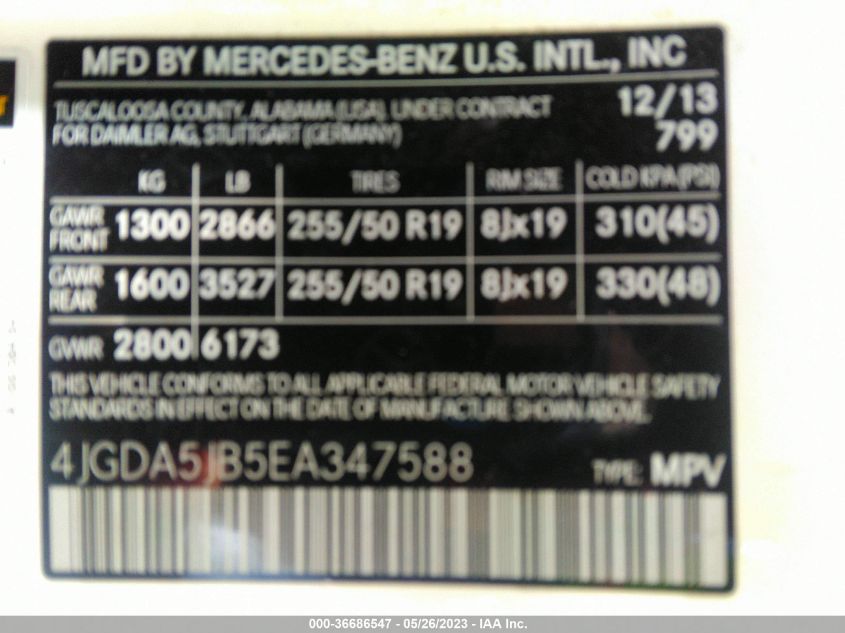 MFD BY MERCEDES-BENZ U.S. INTL., INC
TUSCALOOSA COUNTY, ALABAMA (USA), UNDER CONTRACT 12/13
FOR DAIMLER AG, STUTTGART (GERMANY) 799
KG LB TIRES RIM SIZE COLD KPA (PSI)
GAWR FRONT 1300 2866 255/50 R19 8Jx19 310(45)
GAWR REAR 1600 3527 255/50 R19 8Jx19 330(48)
GVWR 2800 6173
THIS VEHICLE CONFORMS TO ALL APPLICABLE FEDERAL MOTOR VEHICLE SAFETY
STANDARDS IN EFFECT ON THE DATE OF MANUFACTURE SHOWN ABOVE.
4JGDA5JB5EA347588 TYPE: MPV
000-36686547 - 05/26/2023 - IAA Inc.